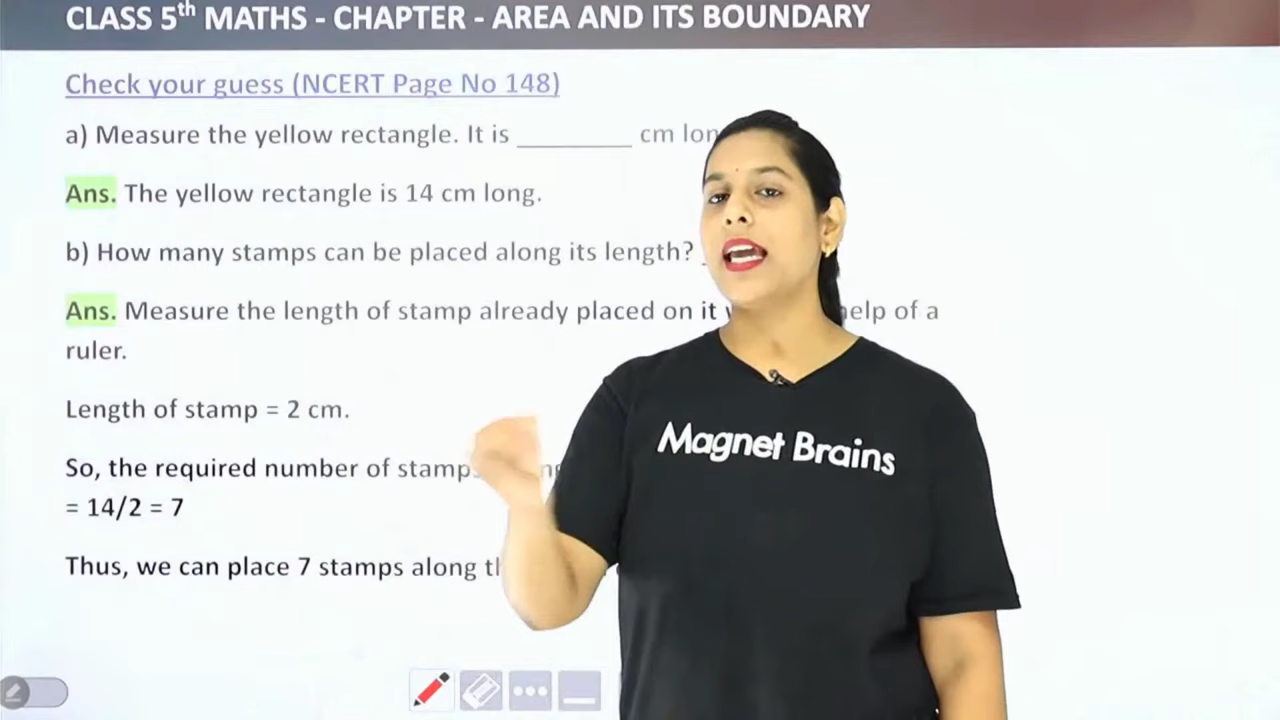 CLASS 5th MATHS - CHAPTER - AREA AND ITS BOUNDARY
Check your guess (NCERT Page No 148)
a) Measure the yellow rectangle. It is ________ cm
Ans. The yellow rectangle is 14 cm long.
b) How many stamps can be placed along its length?
Ans. Measure the length of stamp already placed on it help of a
ruler.
Length of stamp = 2 cm.
So, the required number of
= 14/2 = 7
Thus, we can place 7 stamps along
Magnet Brains